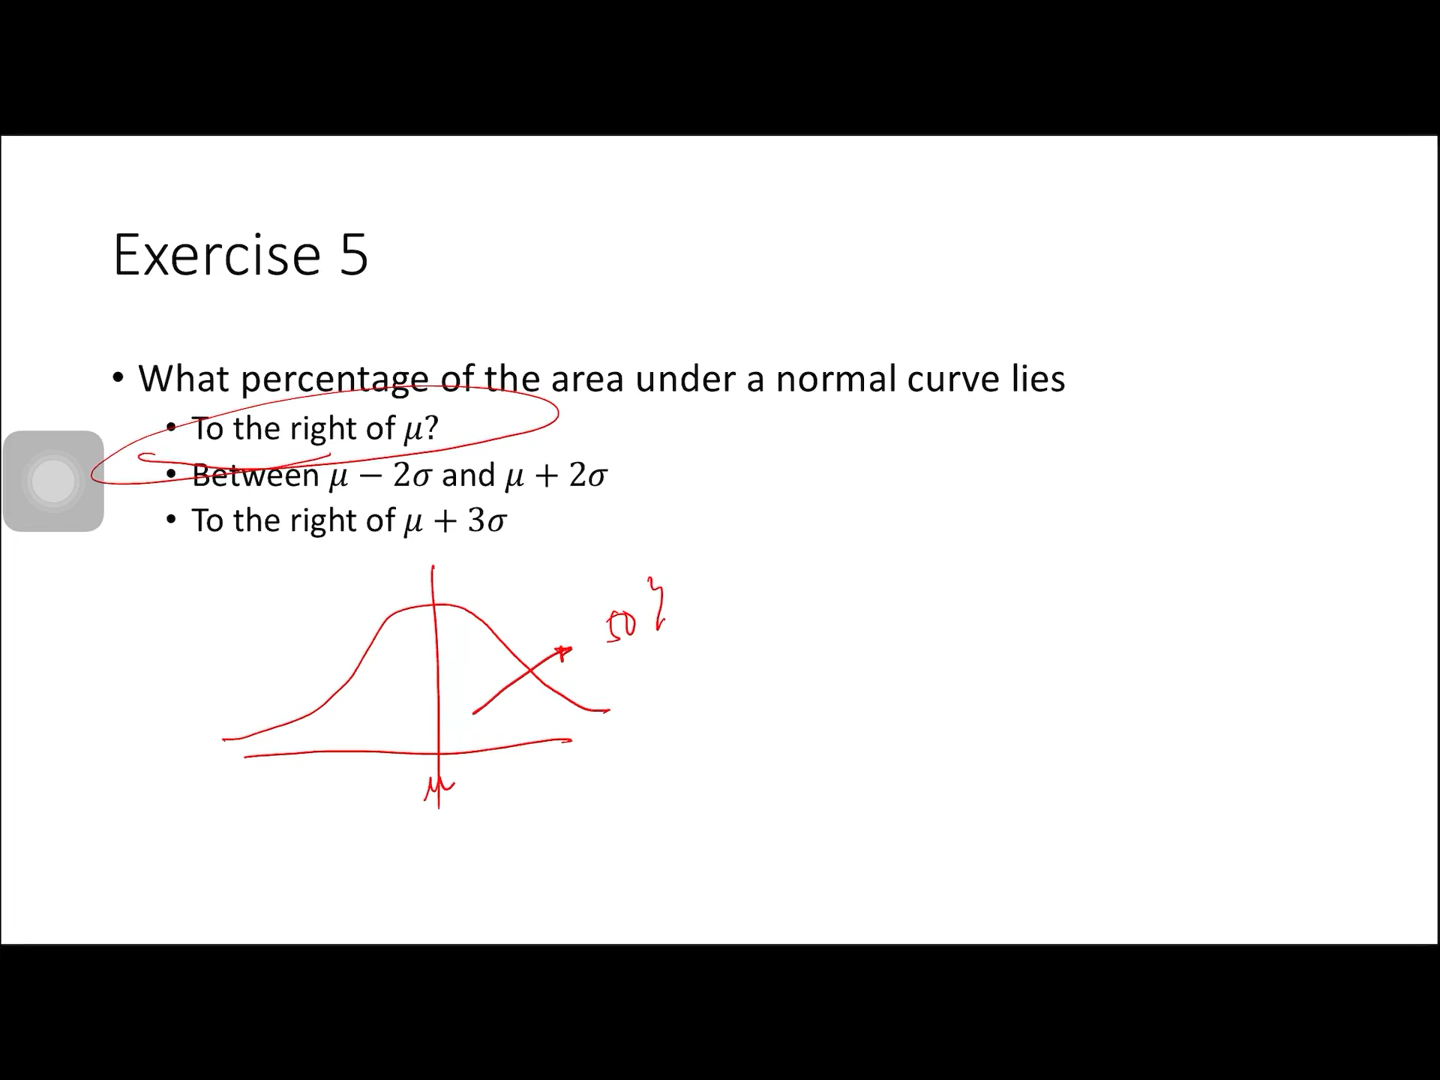 Exercise 5
• What percentage of the area under a normal curve lies
• To the right of μ?
• Between μ − 2σ and μ + 2σ
• To the right of μ + 3σ
50
μ